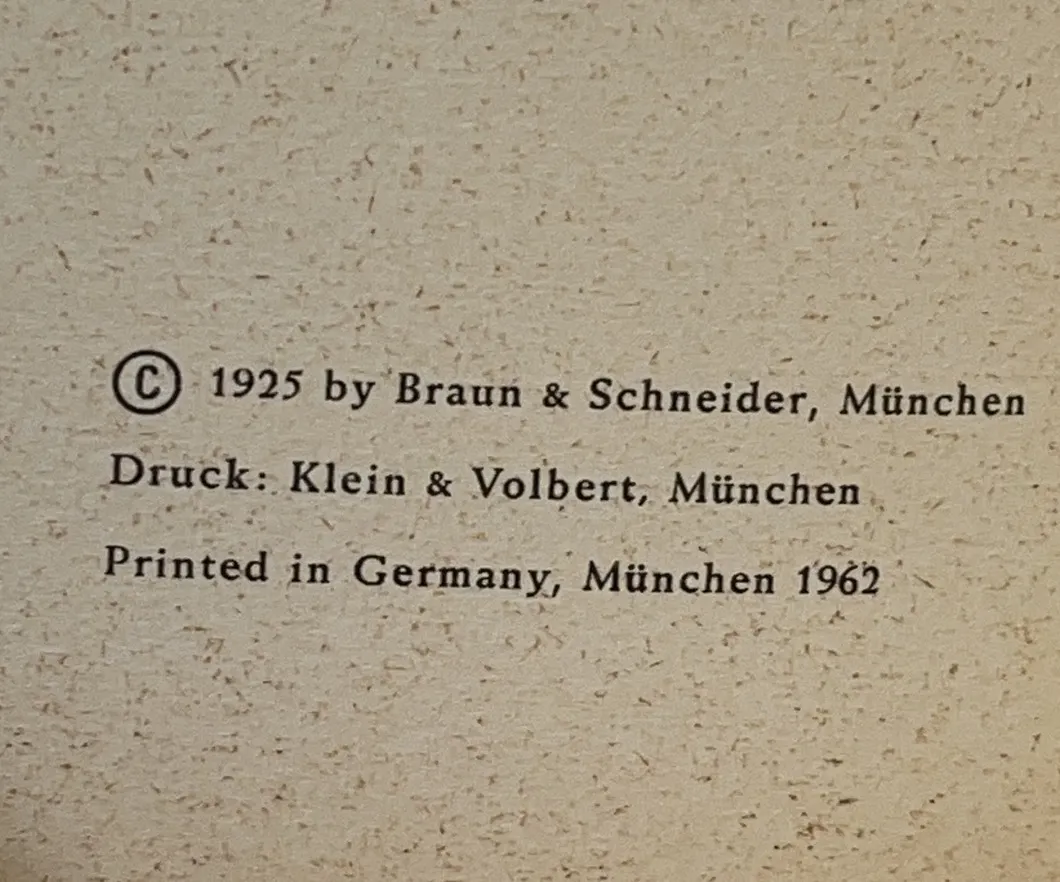 © 1925 by Braun & Schneider, München
Druck: Klein & Volbert, München
Printed in Germany, München 1962